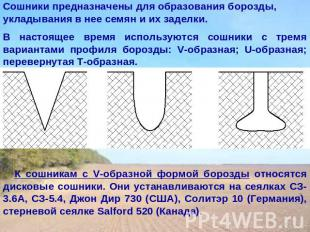 Сошники предназначены для образования борозды,
укладывания в нее семян и их заделки.
В настоящее время используются сошники с тремя
вариантами профиля борозды: V-образная; U-образная;
перевернутая Т-образная.
К сошникам с V-образной формой борозды относятся
дисковые сошники. Они устанавливаются на сеялках СЗ-
3.6А, СЗ-5.4, Джон Дир 730 (США), Солитэр 10 (Германия),
стерневой сеялке Salford 520 (Канада)
PPt4WEB.ru